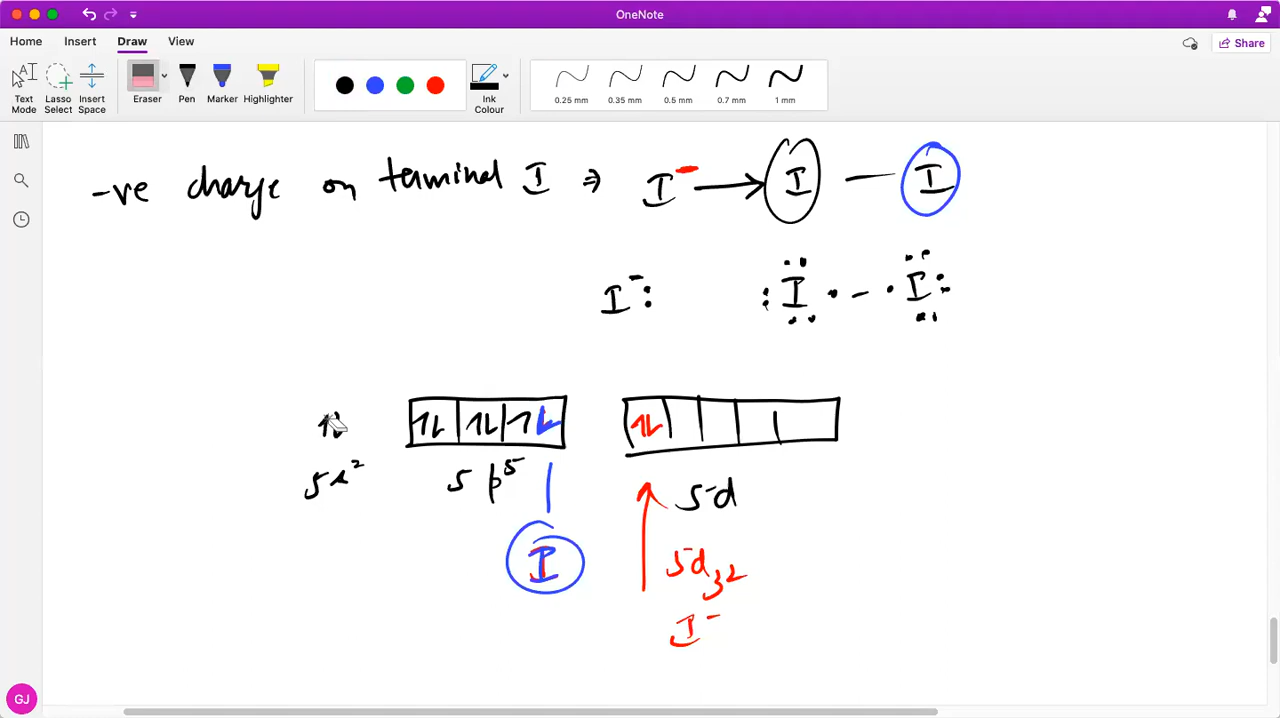 OneNote
Home Insert Draw View
Share
Text Mode
Lasso Select
Insert Space
Eraser
Pen
Marker
Highlighter
Ink Colour
0.25 mm
0.35 mm
0.5 mm
0.7 mm
1 mm
-ve charge on terminal I ⇒ I⁻ → I — I
I⁻: :I· — ·I:
⥮ ⥮ ⥮ ⥮ ⥮
5s² 5p⁵ 5d
I
5d₃²
I⁻
GJ